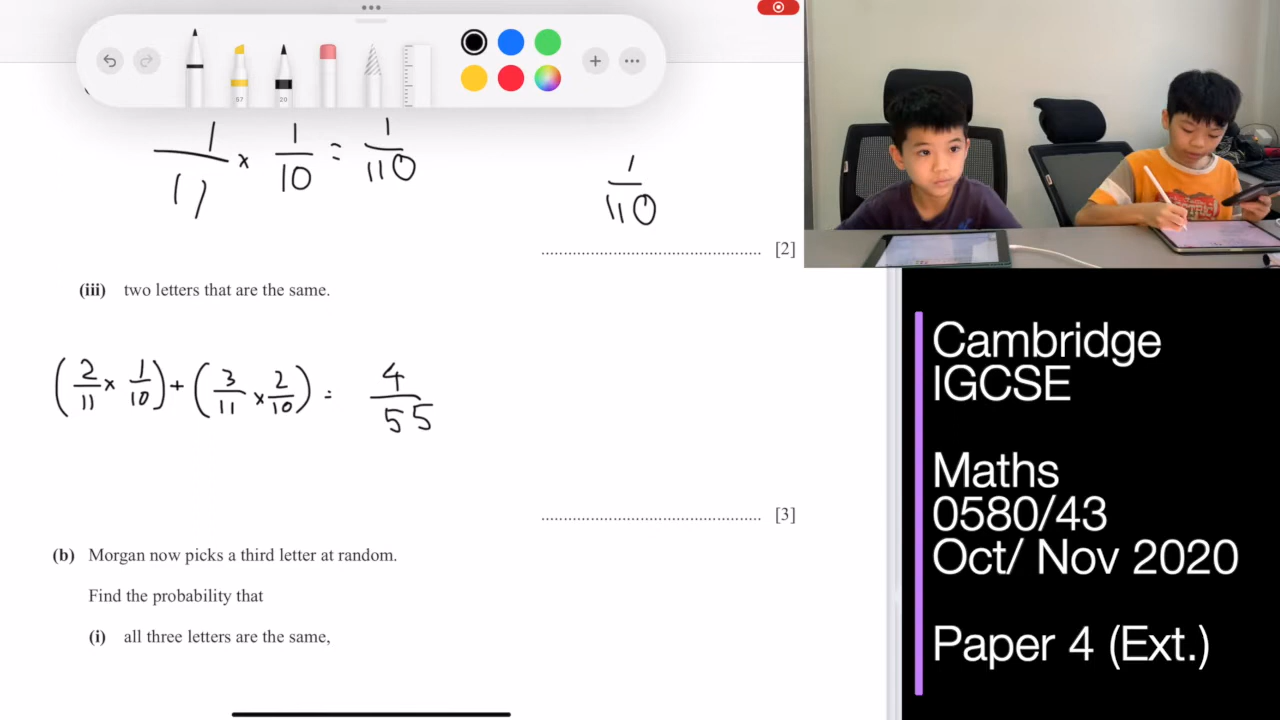 57
20
1/11 × 1/10 = 1/110
1/110
............................................... [2]
(iii) two letters that are the same.
(2/11 × 1/10) + (3/11 × 2/10) = 4/55
............................................... [3]
(b) Morgan now picks a third letter at random.
Find the probability that
(i) all three letters are the same,
Cambridge
IGCSE
Maths
0580/43
Oct/ Nov 2020
Paper 4 (Ext.)